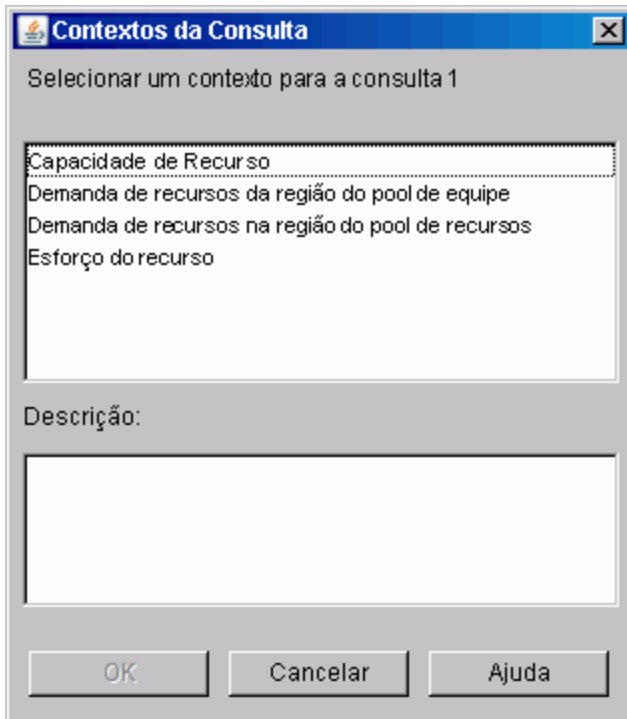 Contextos da Consulta
Selecionar um contexto para a consulta 1
Capacidade de Recurso
Demanda de recursos da região do pool de equipe
Demanda de recursos na região do pool de recursos
Esforço do recurso
Descrição:
OK Cancelar Ajuda